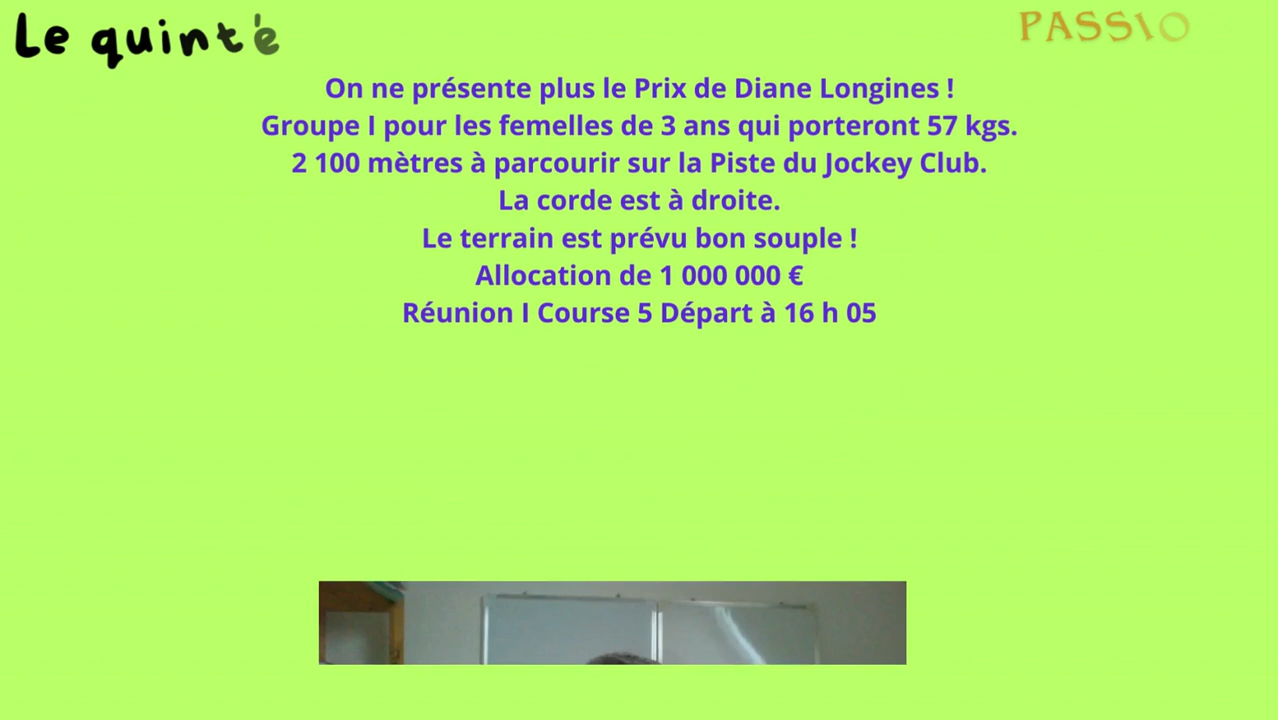 Le quinté
PASSIO
On ne présente plus le Prix de Diane Longines !
Groupe I pour les femelles de 3 ans qui porteront 57 kgs.
2 100 mètres à parcourir sur la Piste du Jockey Club.
La corde est à droite.
Le terrain est prévu bon souple !
Allocation de 1 000 000 €
Réunion I Course 5 Départ à 16 h 05